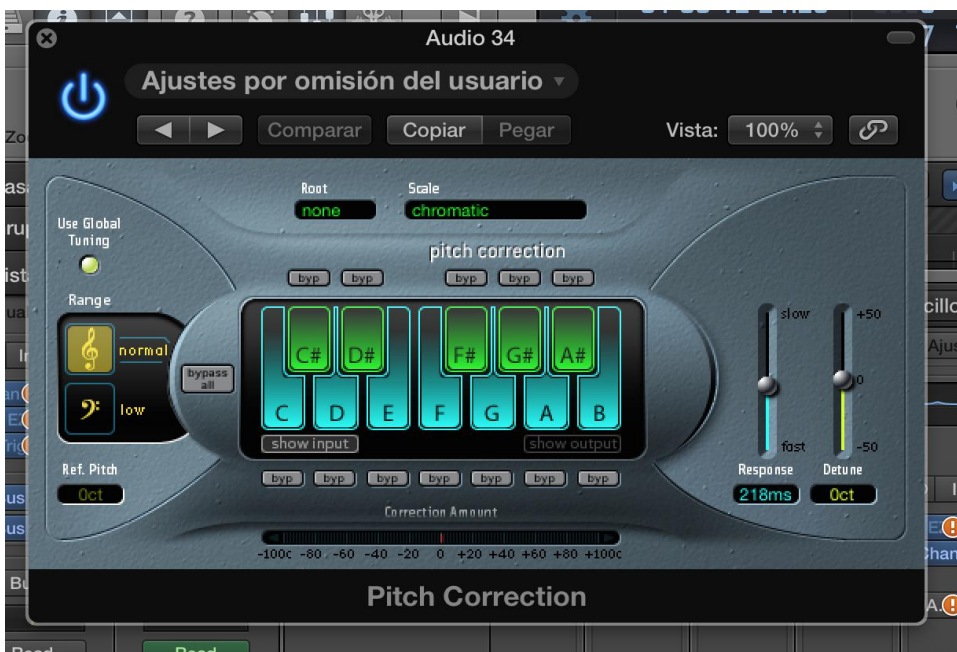 Audio 34
Ajustes por omisión del usuario
Comparar Copiar Pegar Vista: 100%
Root Scale
none chromatic
Use Global
Tuning
pitch correction
byp byp byp byp byp
Range
normal
low
bypass
all
C# D# F# G# A#
C D E F G A B
show input show output
byp byp byp byp byp byp byp
Ref. Pitch
0ct
slow +50
0
fast -50
Response Detune
218ms 0ct
Correction Amount
-100c -80 -60 -40 -20 0 +20 +40 +60 +80 +100c
Pitch Correction